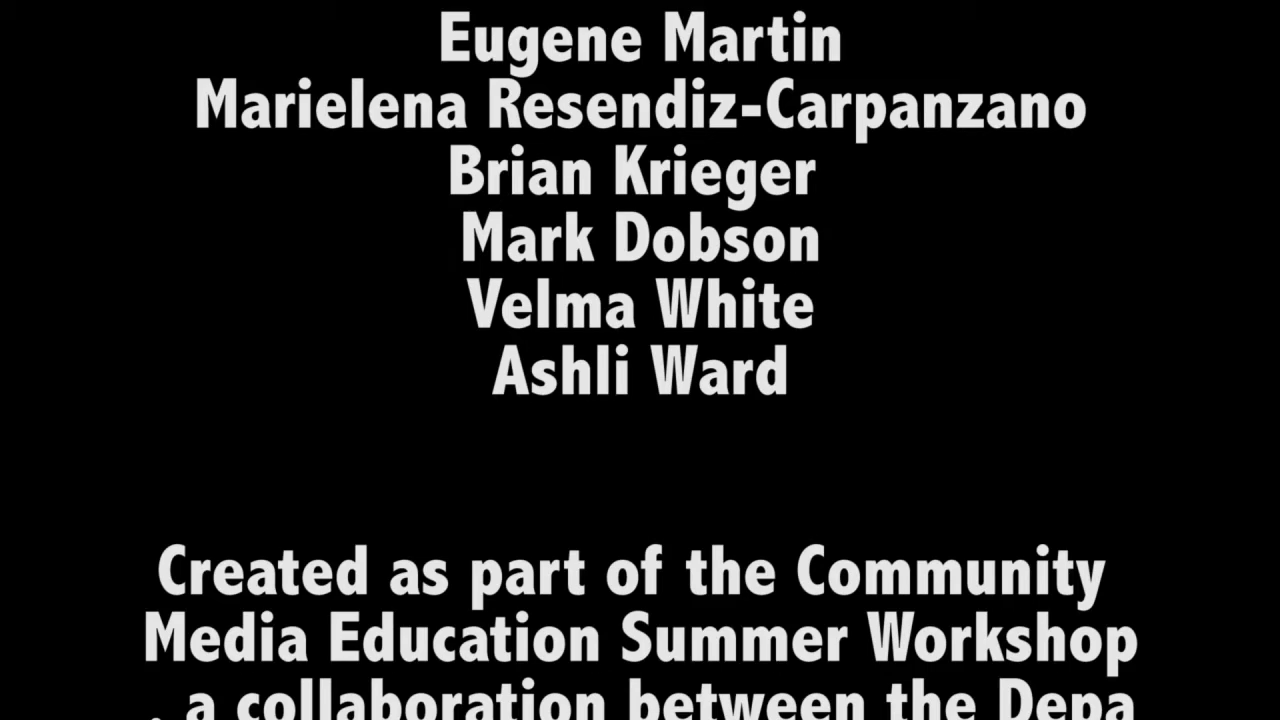 Eugene Martin
Marielena Resendiz-Carpanzano
Brian Krieger
Mark Dobson
Velma White
Ashli Ward
Created as part of the Community
Media Education Summer Workshop
, a collaboration between the Depa